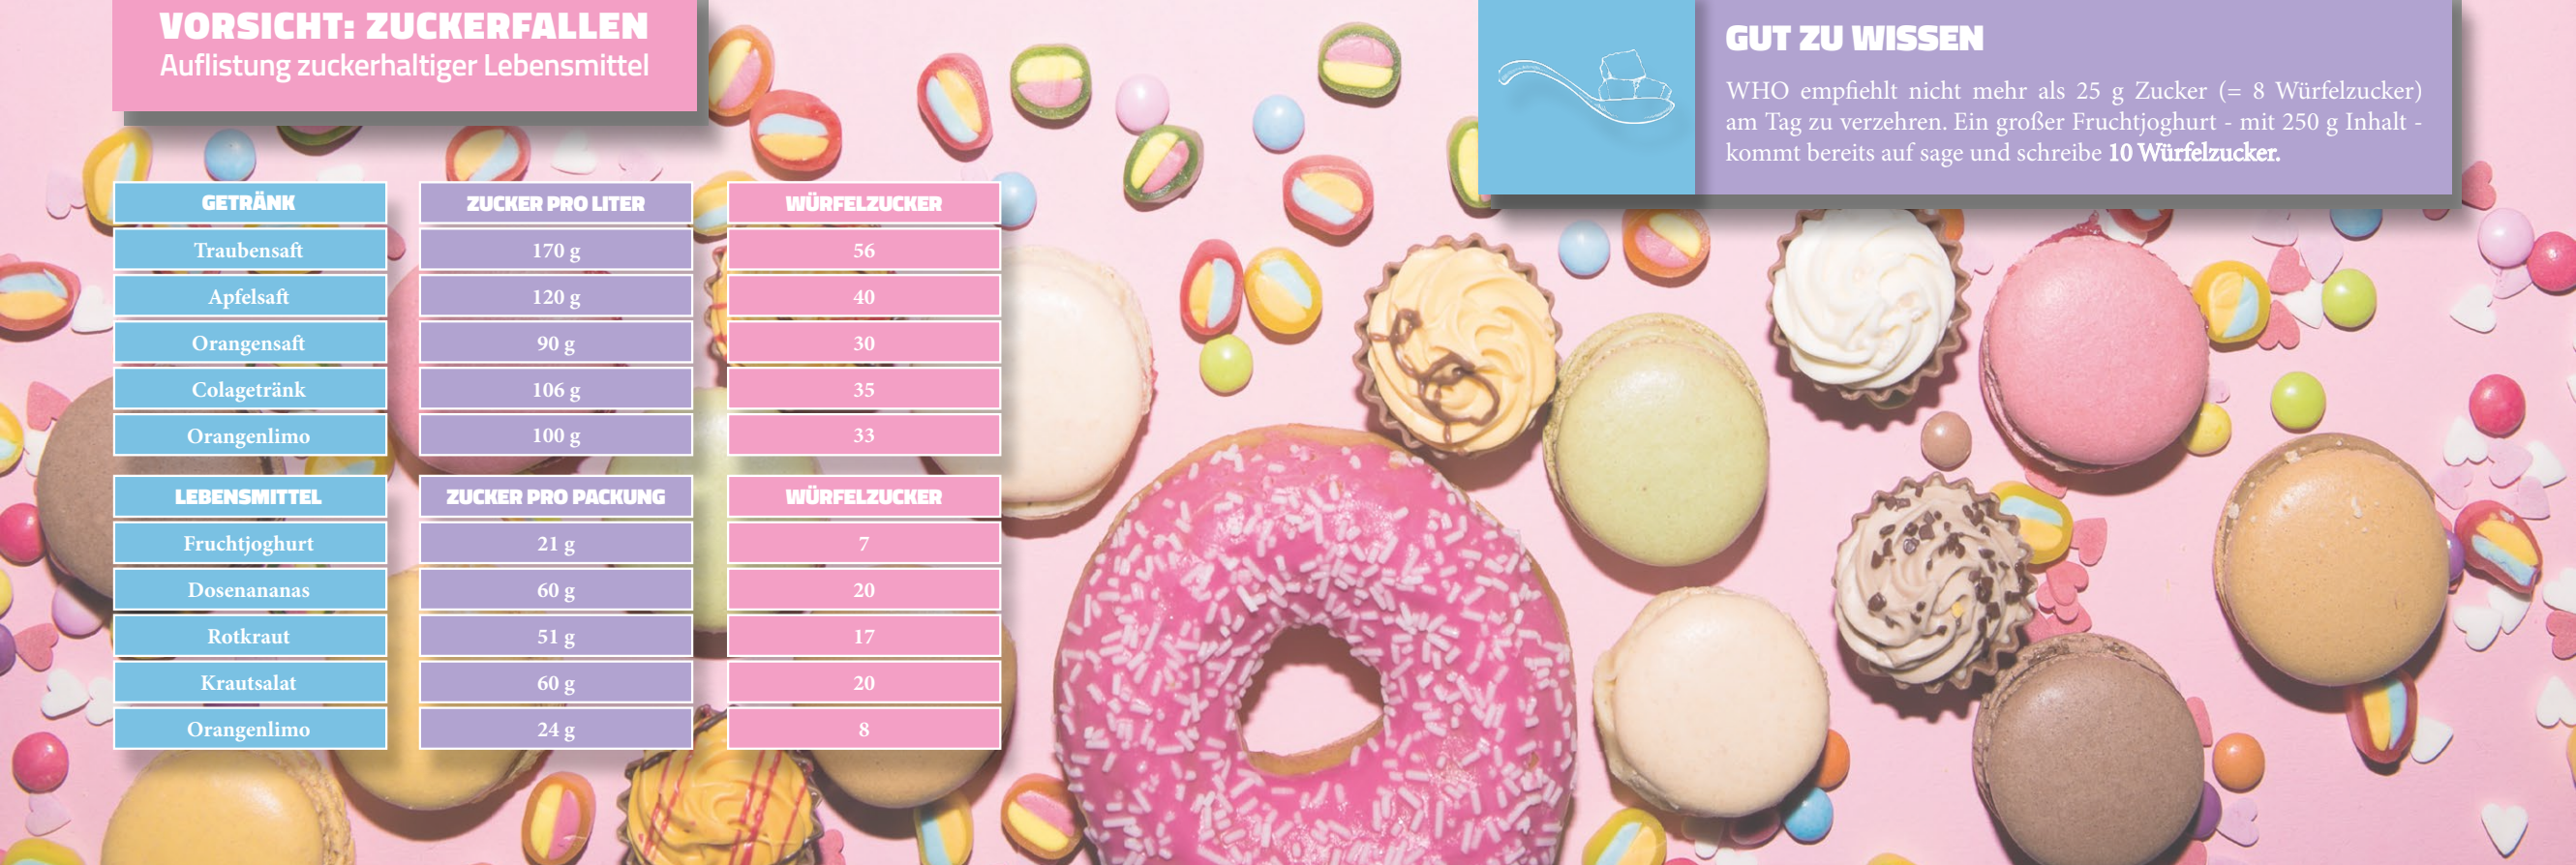 VORSICHT: ZUCKERFALLEN
Auflistung zuckerhaltiger Lebensmittel
GUT ZU WISSEN
WHO empfiehlt nicht mehr als 25 g Zucker (= 8 Würfelzucker)
am Tag zu verzehren. Ein großer Fruchtjoghurt - mit 250 g Inhalt -
kommt bereits auf sage und schreibe 10 Würfelzucker.
GETRÄNK ZUCKER PRO LITER WÜRFELZUCKER
Traubensaft 170 g 56
Apfelsaft 120 g 40
Orangensaft 90 g 30
Colagetränk 106 g 35
Orangenlimo 100 g 33
LEBENSMITTEL ZUCKER PRO PACKUNG WÜRFELZUCKER
Fruchtjoghurt 21 g 7
Dosenananas 60 g 20
Rotkraut 51 g 17
Krautsalat 60 g 20
Orangenlimo 24 g 8